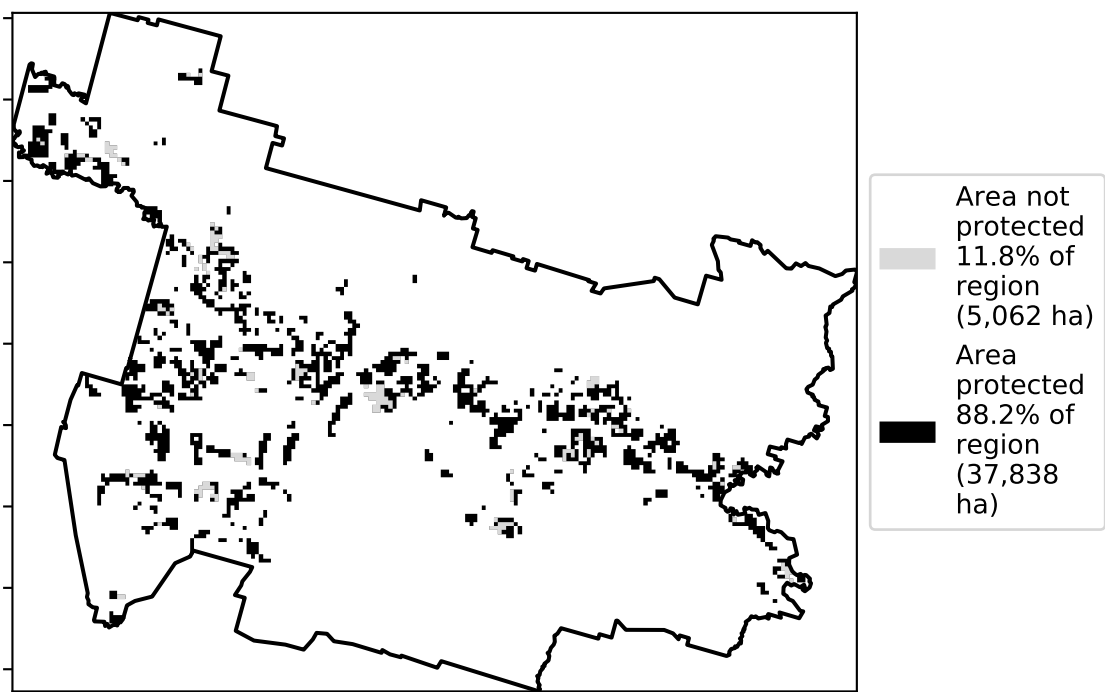 Area not
protected
11.8% of
region
(5,062 ha)
Area
protected
88.2% of
region
(37,838
ha)